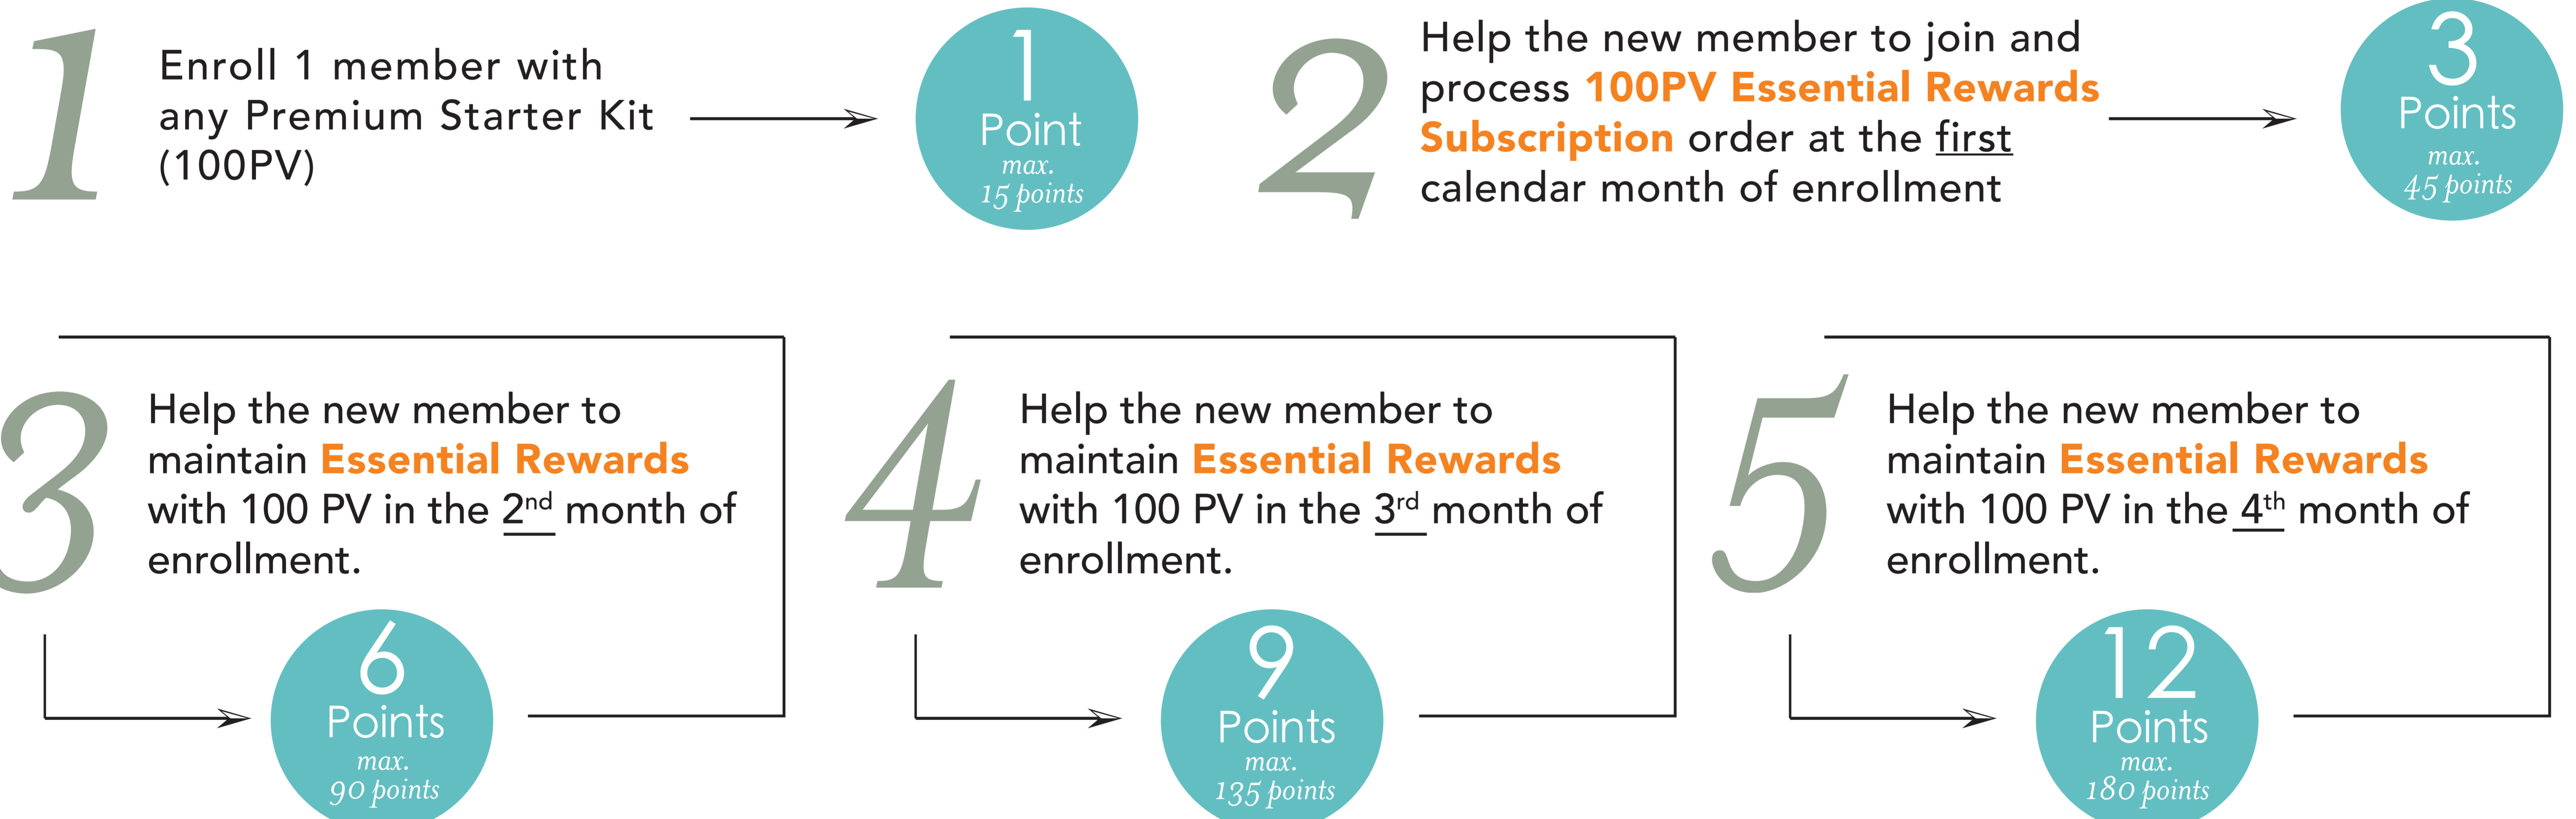 1
Enroll 1 member with
any Premium Starter Kit
(100PV)
1
Point
max.
15 points
2
Help the new member to join and
process 100PV Essential Rewards
Subscription order at the first
calendar month of enrollment
3
Points
max.
45 points
3
Help the new member to
maintain Essential Rewards
with 100 PV in the 2nd month of
enrollment.
6
Points
max.
90 points
4
Help the new member to
maintain Essential Rewards
with 100 PV in the 3rd month of
enrollment.
9
Points
max.
135 points
5
Help the new member to
maintain Essential Rewards
with 100 PV in the 4th month of
enrollment.
12
Points
max.
180 points